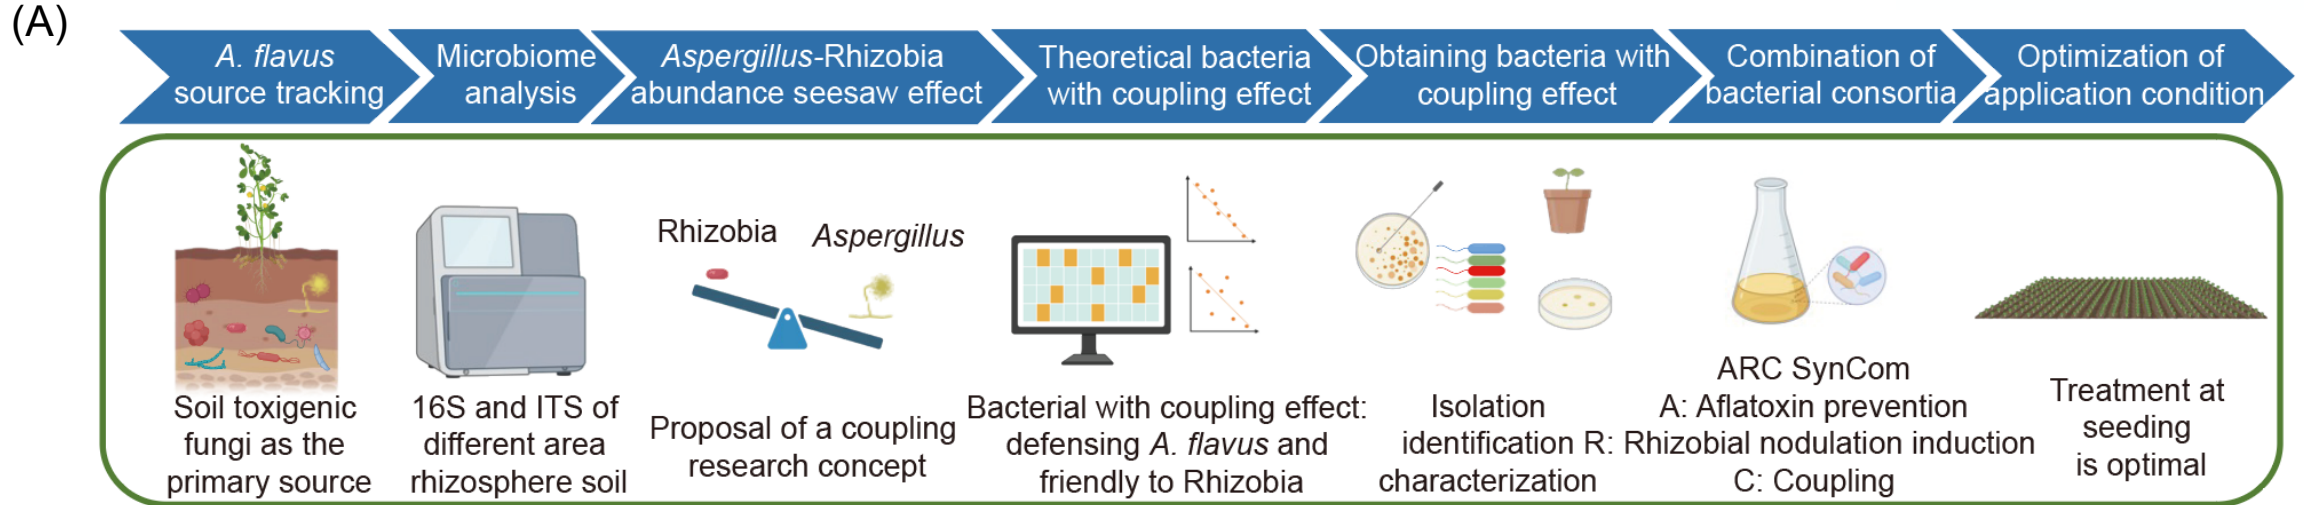 (A)
A. flavus
source tracking
Microbiome
analysis
Aspergillus-Rhizobia
abundance seesaw effect
Theoretical bacteria
with coupling effect
Obtaining bacteria with
coupling effect
Combination of
bacterial consortia
Optimization of
application condition
Soil toxigenic
fungi as the
primary source
16S and ITS of
different area
rhizosphere soil
Rhizobia
Aspergillus
Proposal of a coupling
research concept
Bacterial with coupling effect:
defensing A. flavus and
friendly to Rhizobia
Isolation
identification
characterization
ARC SynCom
A: Aflatoxin prevention
R: Rhizobial nodulation induction
C: Coupling
Treatment at
seeding
is optimal